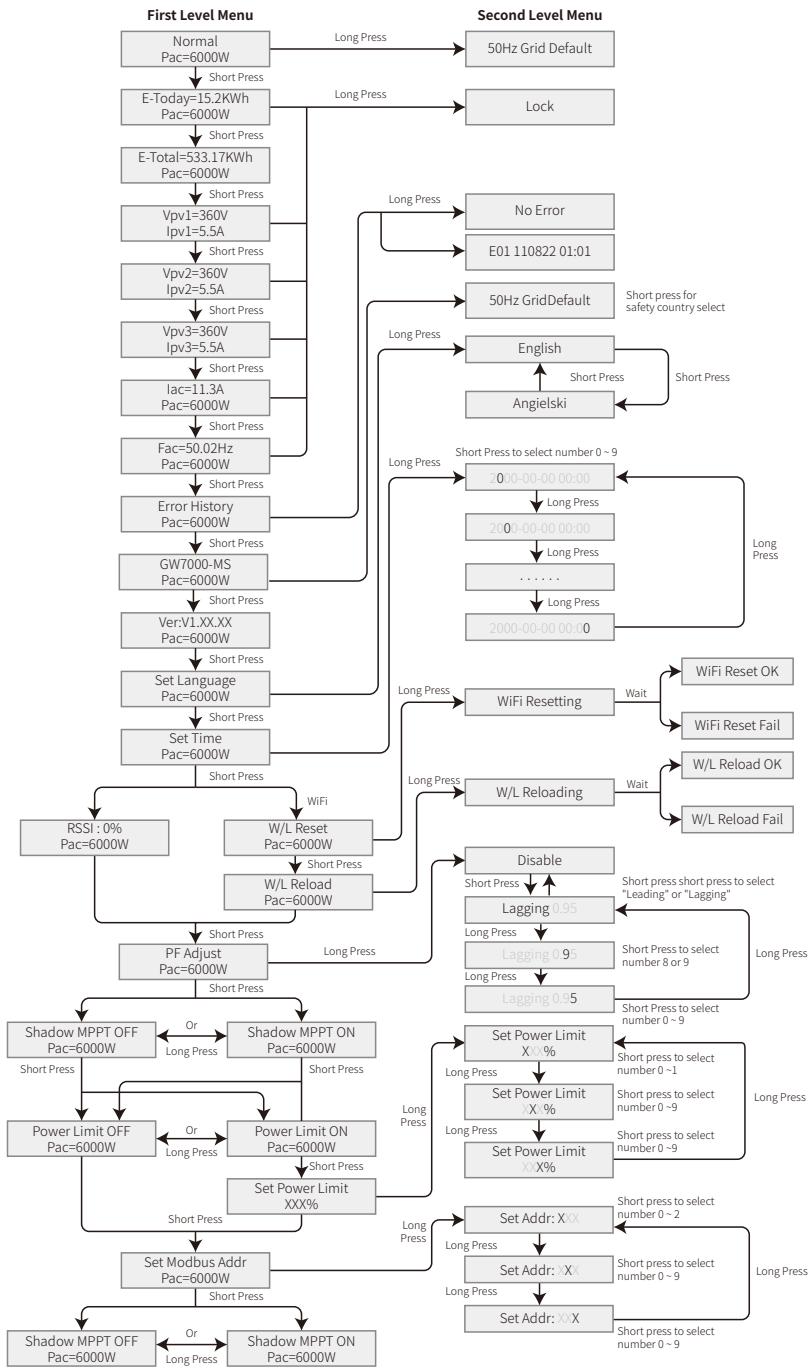 First Level Menu
Second Level Menu
Normal
Pac=6000W
Long Press
50Hz Grid Default
Short Press
E-Today=15.2KWh
Pac=6000W
Long Press
Lock
Short Press
E-Total=533.17KWh
Pac=6000W
Short Press
Long Press
No Error
Vpv1=360V
Ipv1=5.5A
Short Press
E01 110822 01:01
Vpv2=360V
Ipv2=5.5A
Short Press
50Hz GridDefault
Short press for
safety country select
Vpv3=360V
Ipv3=5.5A
Short Press
Long Press
English
Short Press
Short Press
Angielski
Iac=11.3A
Pac=6000W
Short Press
Fac=50.02Hz
Pac=6000W
Short Press
Short Press to select number 0 ~ 9
Long Press
2000-00-00 00:00
Long Press
2000-00-00 00:00
Long Press
. . . . . .
Long Press
2000-00-00 00:00
Long
Press
Error History
Pac=6000W
Short Press
GW7000-MS
Pac=6000W
Short Press
Ver:V1.XX.XX
Pac=6000W
Short Press
Set Language
Pac=6000W
Short Press
Set Time
Pac=6000W
Short Press
Long Press
WiFi Resetting
Wait
WiFi Reset OK
WiFi Reset Fail
WiFi
Long Press
W/L Reloading
Wait
W/L Reload OK
W/L Reload Fail
RSSI : 0%
Pac=6000W
W/L Reset
Pac=6000W
Short Press
W/L Reload
Pac=6000W
Short Press
PF Adjust
Pac=6000W
Long Press
Short Press
Disable
Short Press
Short press short press to select
"Leading" or "Lagging"
Lagging 0.95
Long Press
Lagging 0.95
Short Press to select
number 8 or 9
Long Press
Long Press
Lagging 0.95
Short Press to select
number 0 ~ 9
Shadow MPPT OFF
Pac=6000W
Or
Long Press
Shadow MPPT ON
Pac=6000W
Short Press
Short Press
Set Power Limit
XXX%
Short press to select
number 0 ~1
Long Press
Set Power Limit
XXX%
Short press to select
number 0 ~9
Long Press
Long Press
Set Power Limit
XXX%
Short press to select
number 0 ~9
Long
Press
Power Limit OFF
Pac=6000W
Or
Long Press
Power Limit ON
Pac=6000W
Short Press
Set Power Limit
XXX%
Short Press
Long
Press
Set Addr: XXX
Short press to select
number 0 ~ 2
Long Press
Set Addr: XXX
Short press to select
number 0 ~ 9
Long Press
Long Press
Set Addr: XXX
Short press to select
number 0 ~ 9
Set Modbus Addr
Pac=6000W
Short Press
Shadow MPPT OFF
Pac=6000W
Or
Long Press
Shadow MPPT ON
Pac=6000W